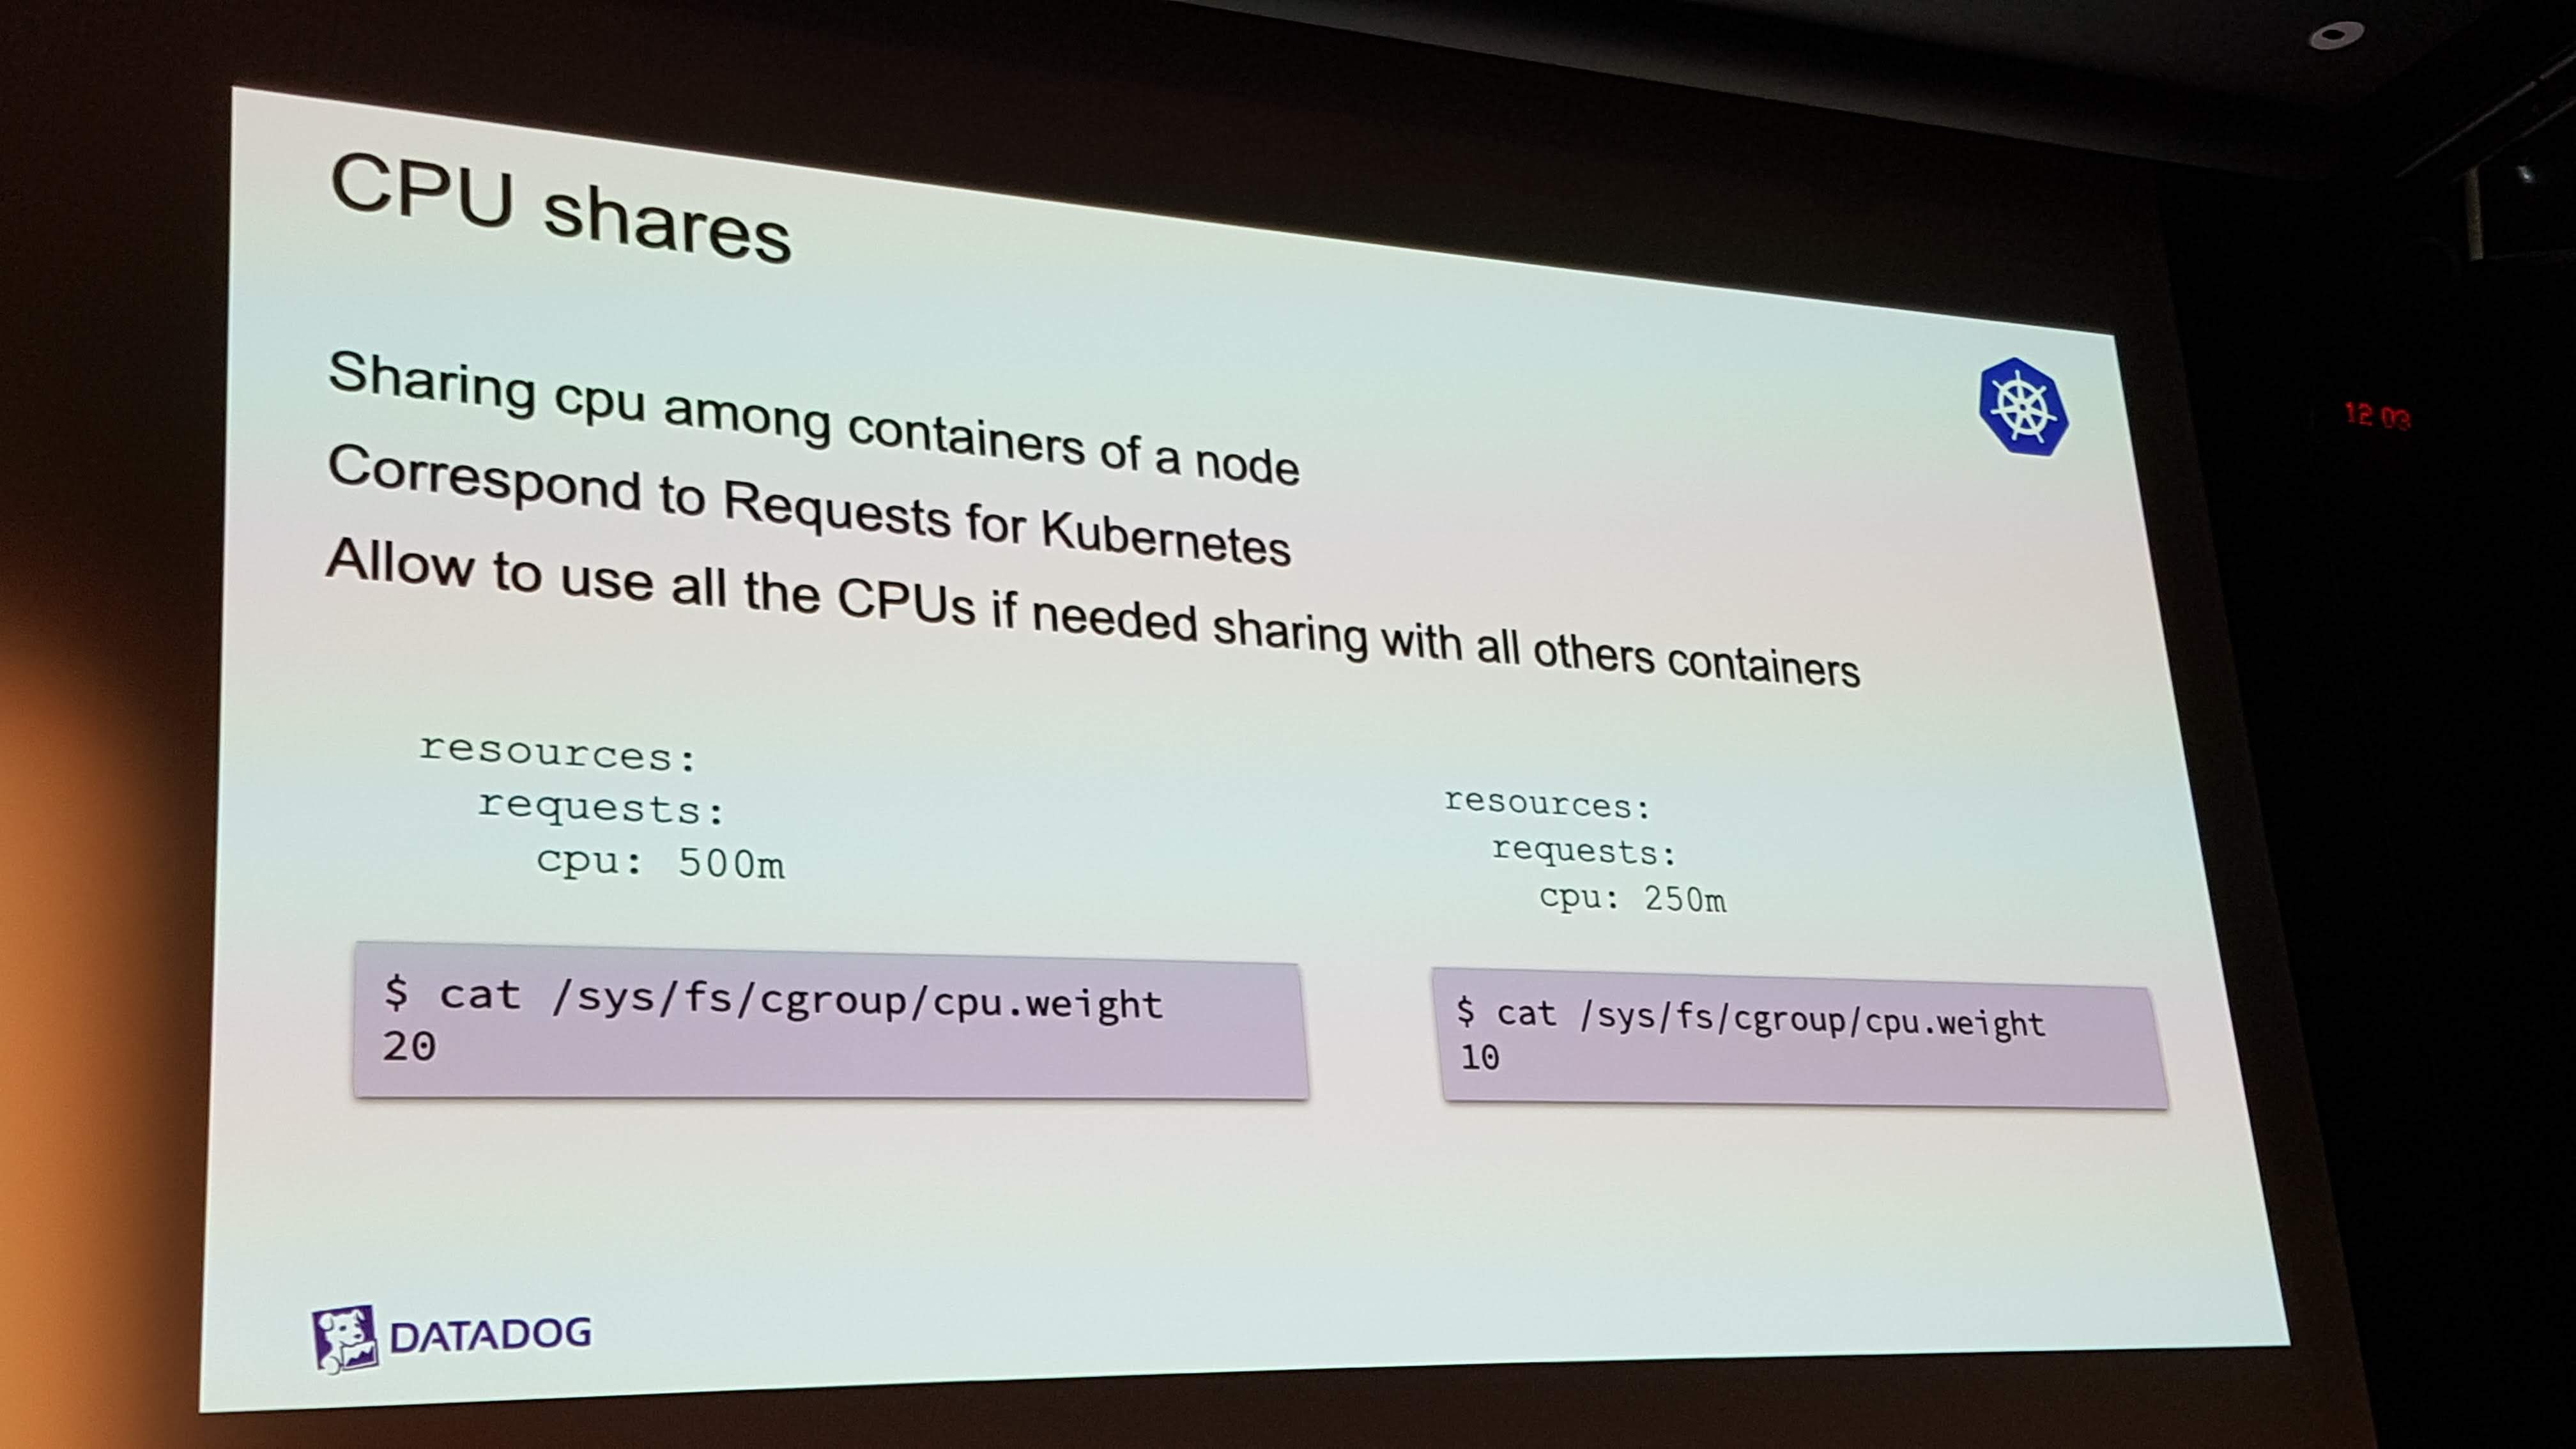 CPU shares
Sharing cpu among containers of a node
Correspond to Requests for Kubernetes
Allow to use all the CPUs if needed sharing with all others containers
resources:
requests:
cpu: 500m
$ cat /sys/fs/cgroup/cpu.weight
20
resources:
requests:
cpu: 250m
$ cat /sys/fs/cgroup/cpu.weight
10
DATADOG
12 03